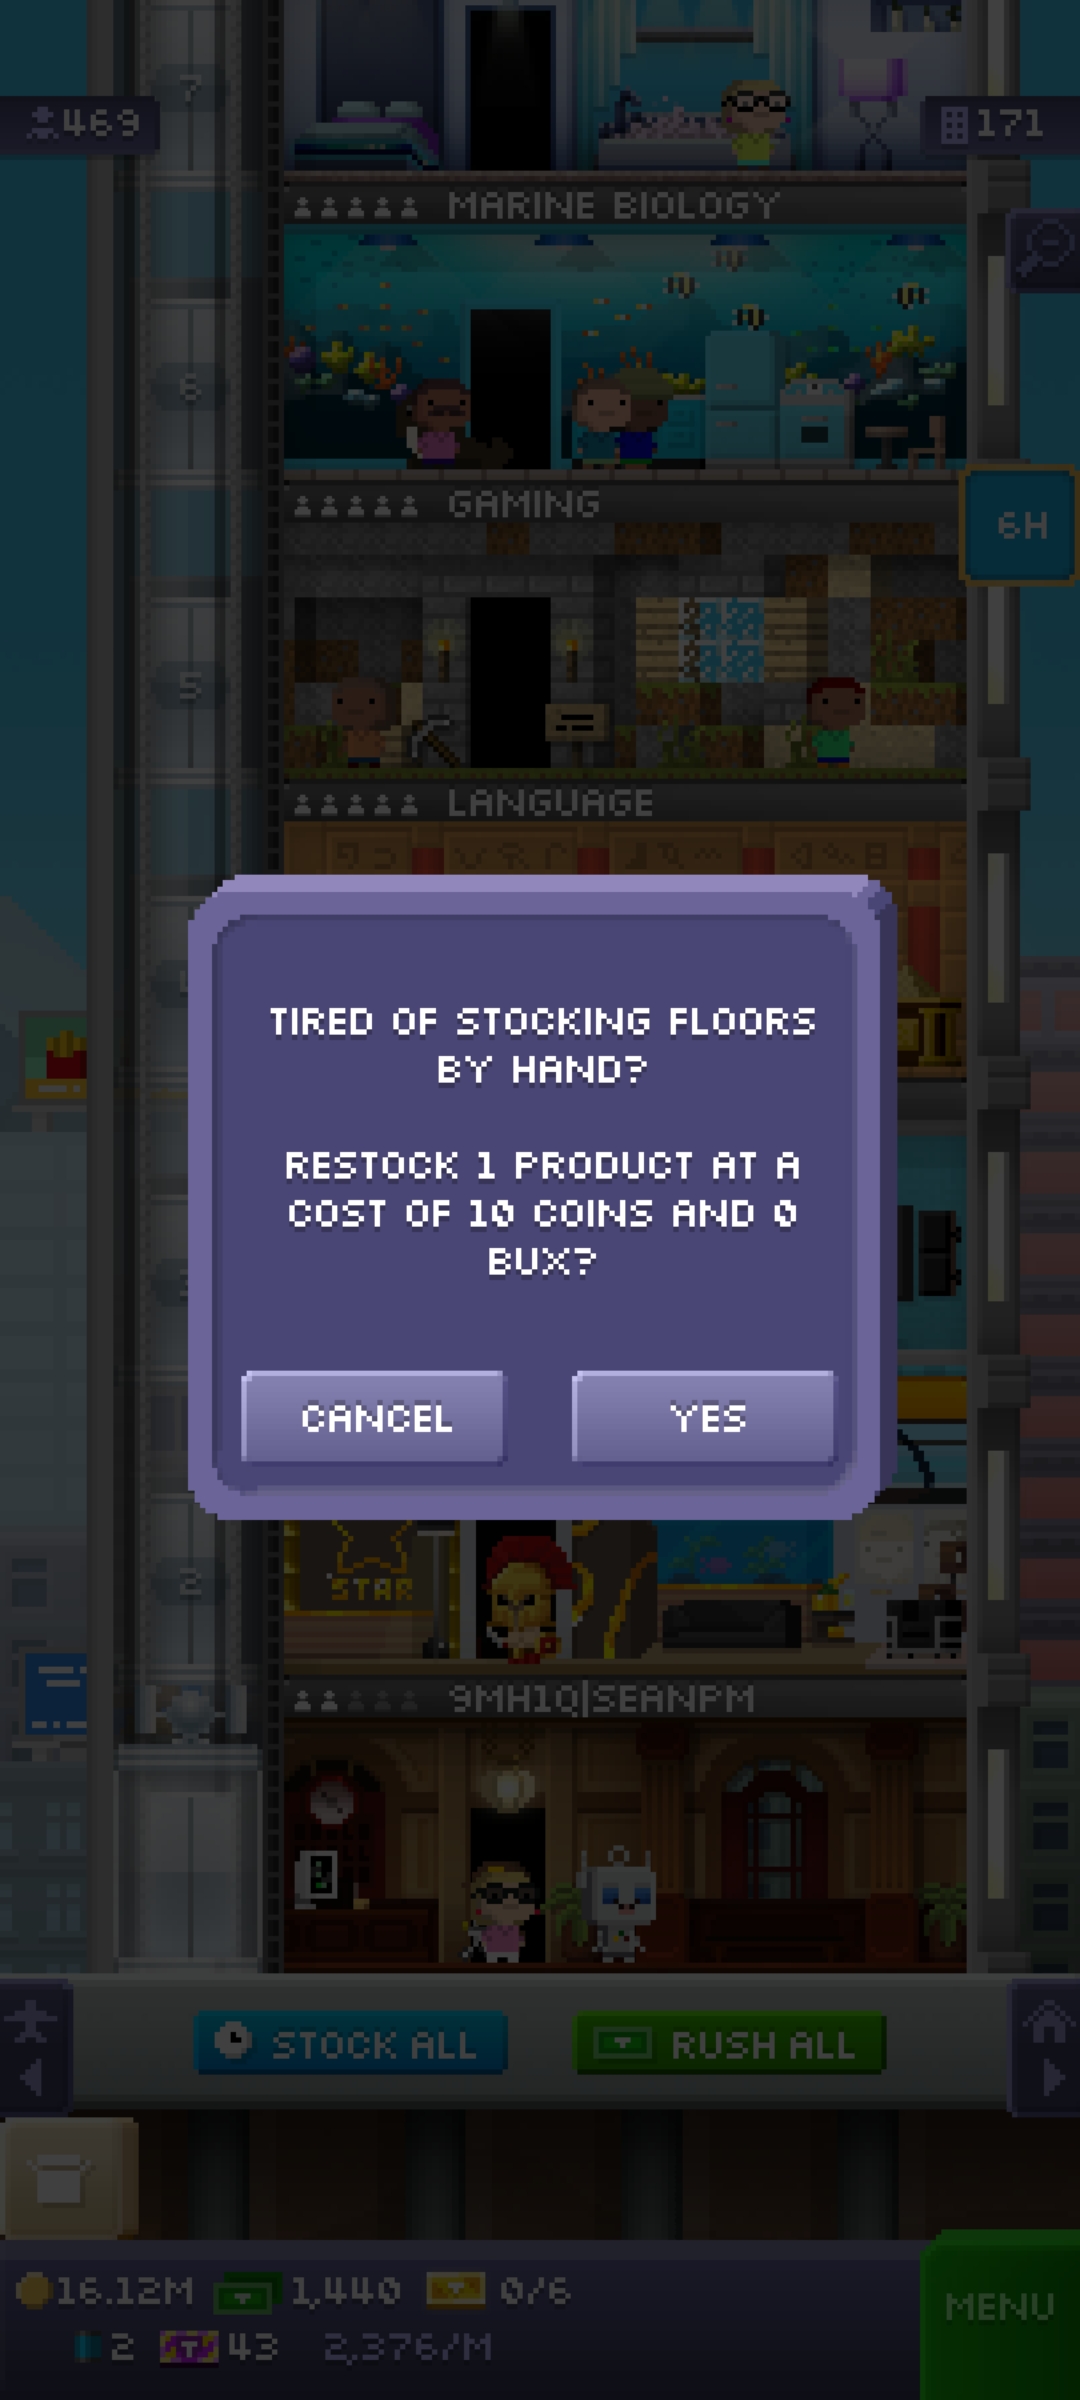 7
469
171
MARINE BIOLOGY
6
GAMING
6H
5
LANGUAGE
TIRED OF STOCKING FLOORS
BY HAND?
RESTOCK 1 PRODUCT AT A
COST OF 10 COINS AND 0
BUX?
CANCEL
YES
STAR
2
9MH1Q|SEANPM
STOCK ALL
RUSH ALL
16.12M
1,440
0/6
MENU
2
43
2,376/M